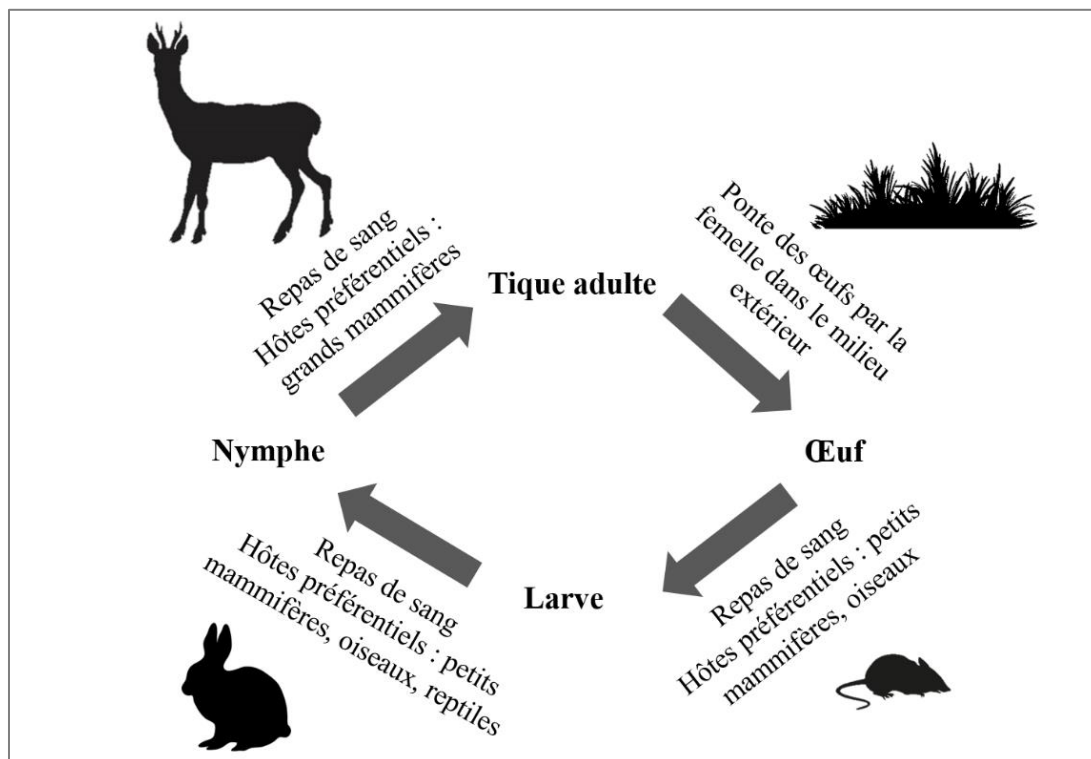 Repas de sang
Hôtes préférentiels :
grands mammifères
Tique adulte
Ponte des œufs par la
femelle dans le milieu
extérieur
Nymphe
Œuf
Repas de sang
Hôtes préférentiels : petits
mammifères, oiseaux, reptiles
Larve
Repas de sang
Hôtes préférentiels : petits
mammifères, oiseaux